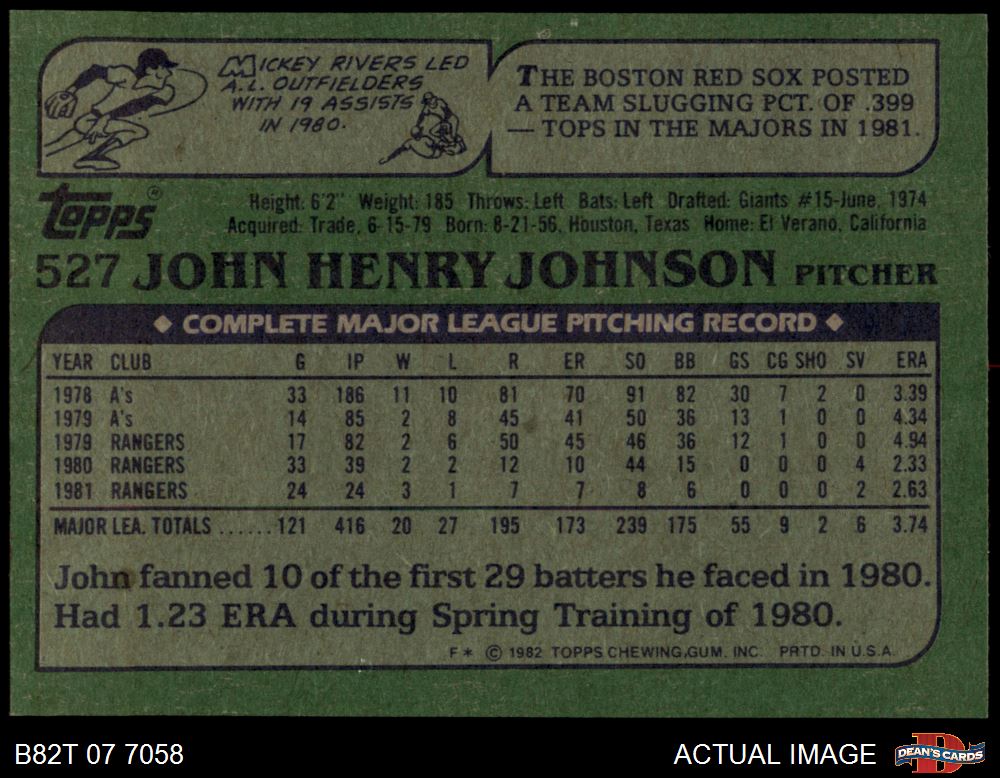 MICKEY RIVERS LED
A.L. OUTFIELDERS
WITH 19 ASSISTS
IN 1980.
THE BOSTON RED SOX POSTED
A TEAM SLUGGING PCT. OF .399
— TOPS IN THE MAJORS IN 1981.
topps®
Height: 6'2" Weight: 185 Throws: Left Bats: Left Drafted: Giants #15-June, 1974
Acquired: Trade, 6-15-79 Born: 8-21-56, Houston, Texas Home: El Verano, California
527 JOHN HENRY JOHNSON PITCHER
◆ COMPLETE MAJOR LEAGUE PITCHING RECORD ◆
YEAR CLUB G IP W L R ER SO BB GS CG SHO SV ERA
1978 A's 33 186 11 10 81 70 91 82 30 7 2 0 3.39
1979 A's 14 85 2 8 45 41 50 36 13 1 0 0 4.34
1979 RANGERS 17 82 2 6 50 45 46 36 12 1 0 0 4.94
1980 RANGERS 33 39 2 2 12 10 44 15 0 0 0 4 2.33
1981 RANGERS 24 24 3 1 7 7 8 6 0 0 0 2 2.63
MAJOR LEA. TOTALS ...... 121 416 20 27 195 173 239 175 55 9 2 6 3.74
John fanned 10 of the first 29 batters he faced in 1980.
Had 1.23 ERA during Spring Training of 1980.
F* © 1982 TOPPS CHEWING GUM, INC. PRTD. IN U.S.A.
B82T 07 7058
ACTUAL IMAGE
D
DEAN'S CARDS